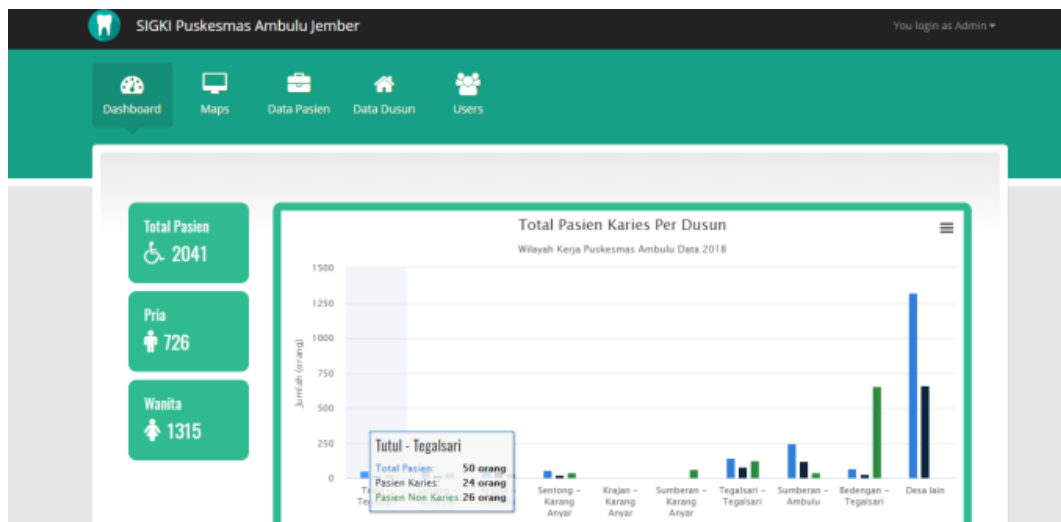 SIGKI Puskesmas Ambulu Jember
You login as Admin
Dashboard
Maps
Data Pasien
Data Dusun
Users
Total Pasien
2041
Pria
726
Wanita
1315
Total Pasien Karies Per Dusun
Wilayah Kerja Puskesmas Ambulu Data 2018
Jumlah (orang)
1500
1250
1000
750
500
250
0
Tutul - Tegalsari
Total Pasien: 50 orang
Pasien Karies: 24 orang
Pasien Non Karies: 26 orang
Sentong -
Karang
Anyar
Krajan -
Karang
Anyar
Sumberan -
Karang
Anyar
Tegalsari -
Tegalsari
Sumberan -
Ambulu
Bedengan -
Tegalsari
Desa lain